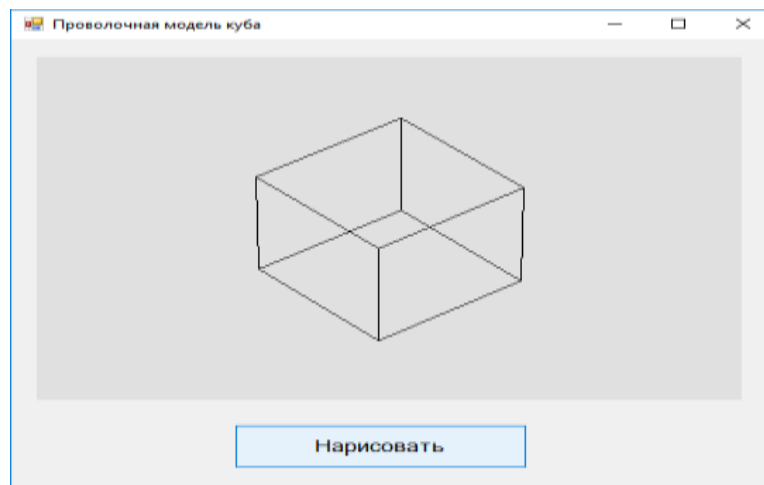 Проволочная модель куба
Нарисовать